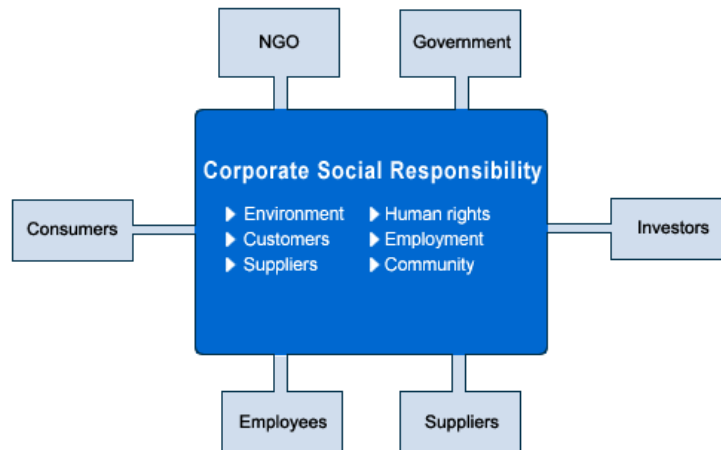 NGO
Government
Corporate Social Responsibility
Environment
Human rights
Customers
Employment
Suppliers
Community
Consumers
Investors
Employees
Suppliers